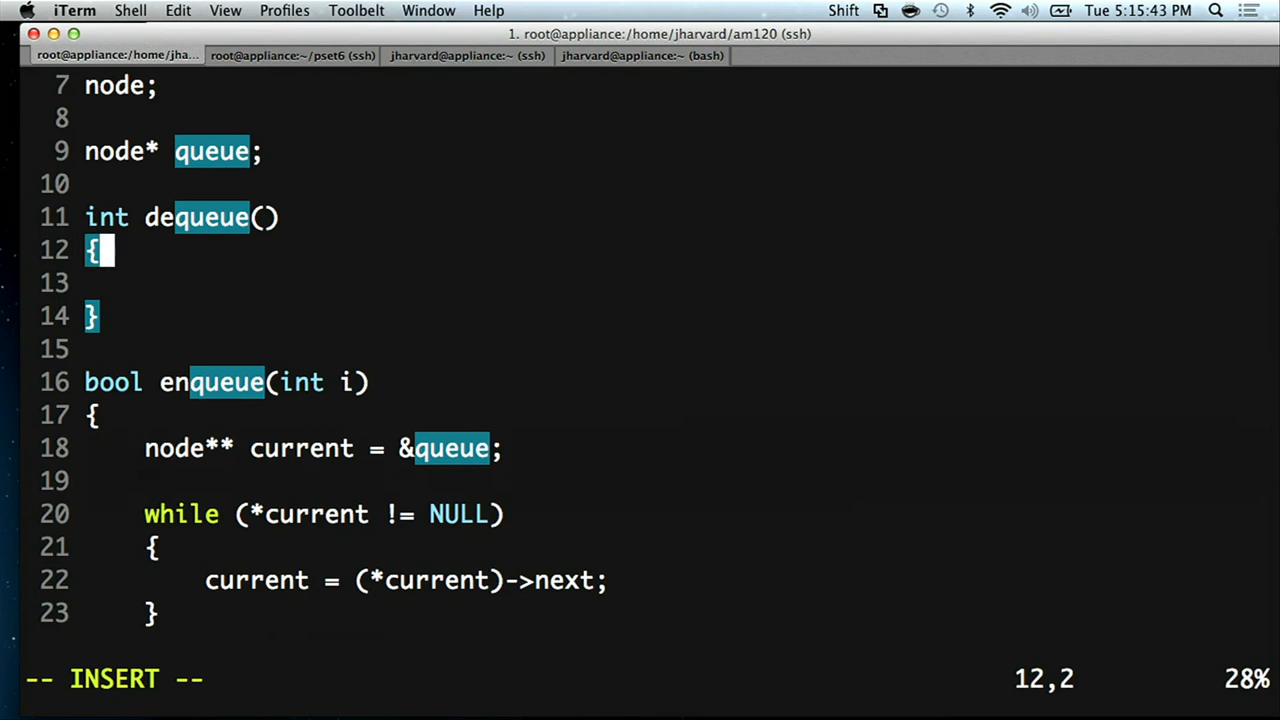 iTerm Shell Edit View Profiles Toolbelt Window Help Shift Tue 5:15:43 PM
1. root@appliance:/home/jharvard/am120 (ssh)
root@appliance:/home/jha... root@appliance:~/pset6 (ssh) jharvard@appliance:~ (ssh) jharvard@appliance:~ (bash)
7 node;
8
9 node* queue;
10
11 int dequeue()
12 {
13
14 }
15
16 bool enqueue(int i)
17 {
18     node** current = &queue;
19
20     while (*current != NULL)
21     {
22         current = (*current)->next;
23     }
-- INSERT -- 12,2 28%